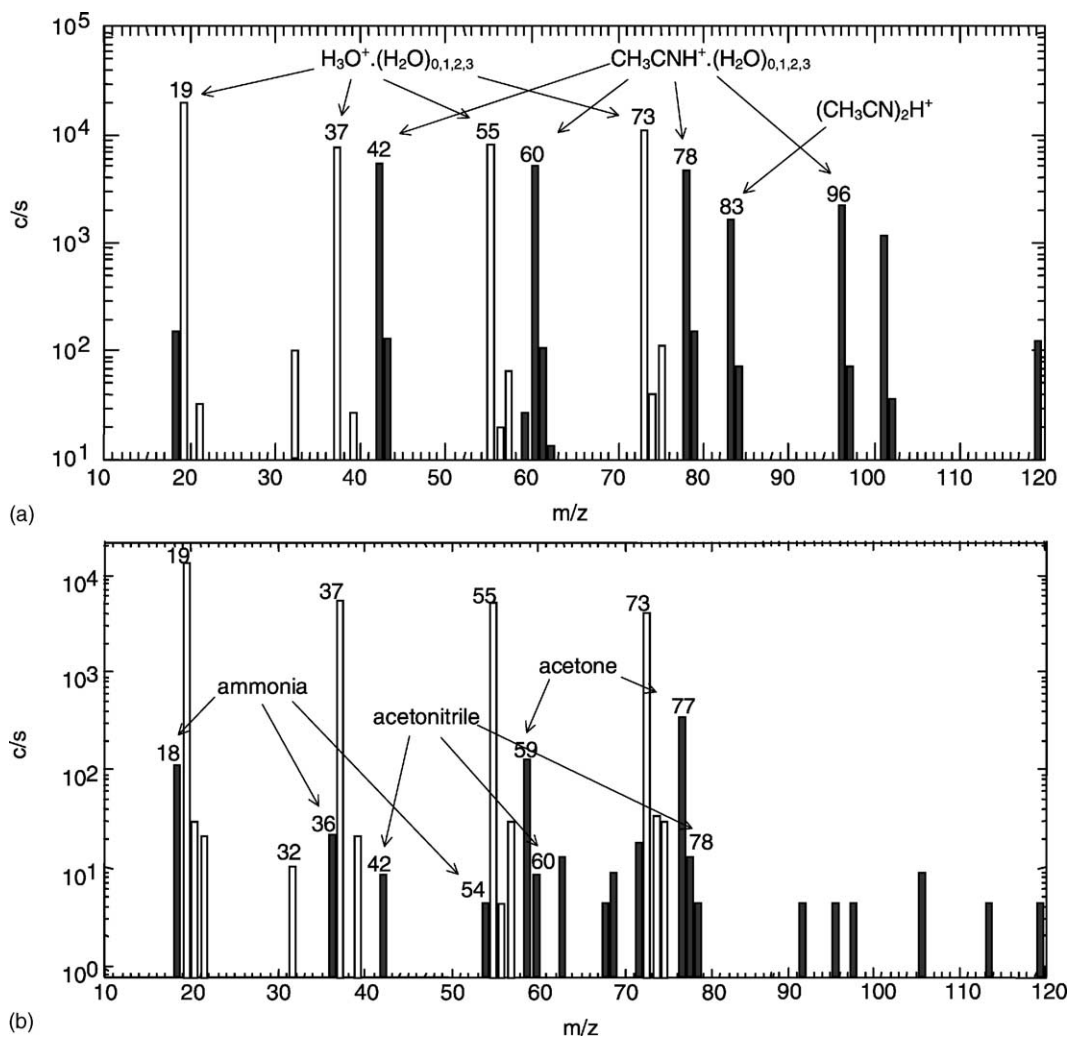 (a)
10⁵
10⁴
10³
10²
10¹
c/s
H₃O⁺.(H₂O)₀,₁,₂,₃
CH₃CNH⁺.(H₂O)₀,₁,₂,₃
(CH₃CN)₂H⁺
19
37
42
55
60
73
78
83
96
10 20 30 40 50 60 70 80 90 100 110 120
m/z
(b)
10⁴
10³
10²
10¹
10⁰
c/s
ammonia
acetonitrile
acetone
18
19
32
36
37
42
54
55
59
60
73
77
78
10 20 30 40 50 60 70 80 90 100 110 120
m/z